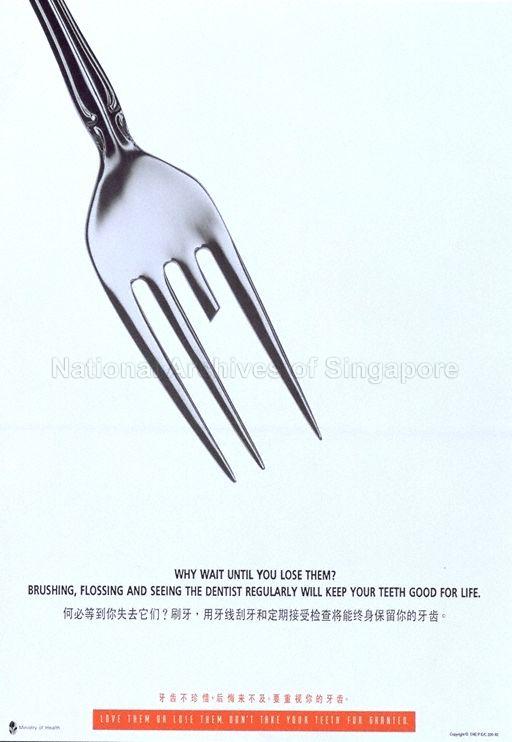 National Archives of Singapore
WHY WAIT UNTIL YOU LOSE THEM?
BRUSHING, FLOSSING AND SEEING THE DENTIST REGULARLY WILL KEEP YOUR TEETH GOOD FOR LIFE.
何必等到你失去它们？刷牙，用牙线刮牙和定期接受检查将能终身保留你的牙齿。
牙齿不珍惜，后悔来不及，要重视你的牙齿。
LOVE THEM OR LOSE THEM. DON'T TAKE YOUR TEETH FOR GRANTED.
Ministry of Health